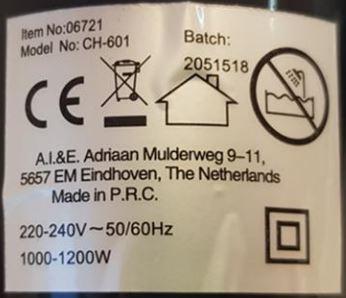 Item No:06721
Model No: CH-601
Batch:
2051518
CE
A.I.&E. Adriaan Mulderweg 9–11,
5657 EM Eindhoven, The Netherlands
Made in P.R.C.
220-240V～50/60Hz
1000-1200W